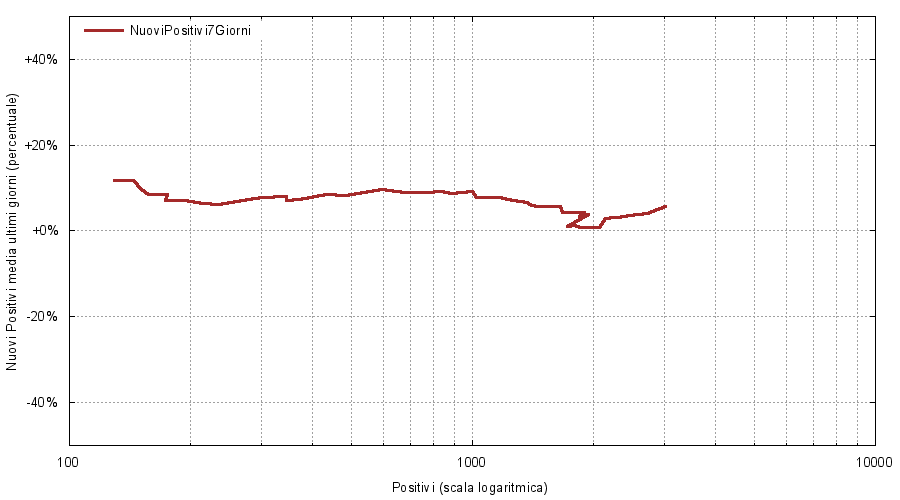 NuoviPositivi7Giorni
+40%
+20%
+0%
-20%
-40%
Nuovi Positivi media ultimi giorni (percentuale)
100
1000
10000
Positivi (scala logaritmica)